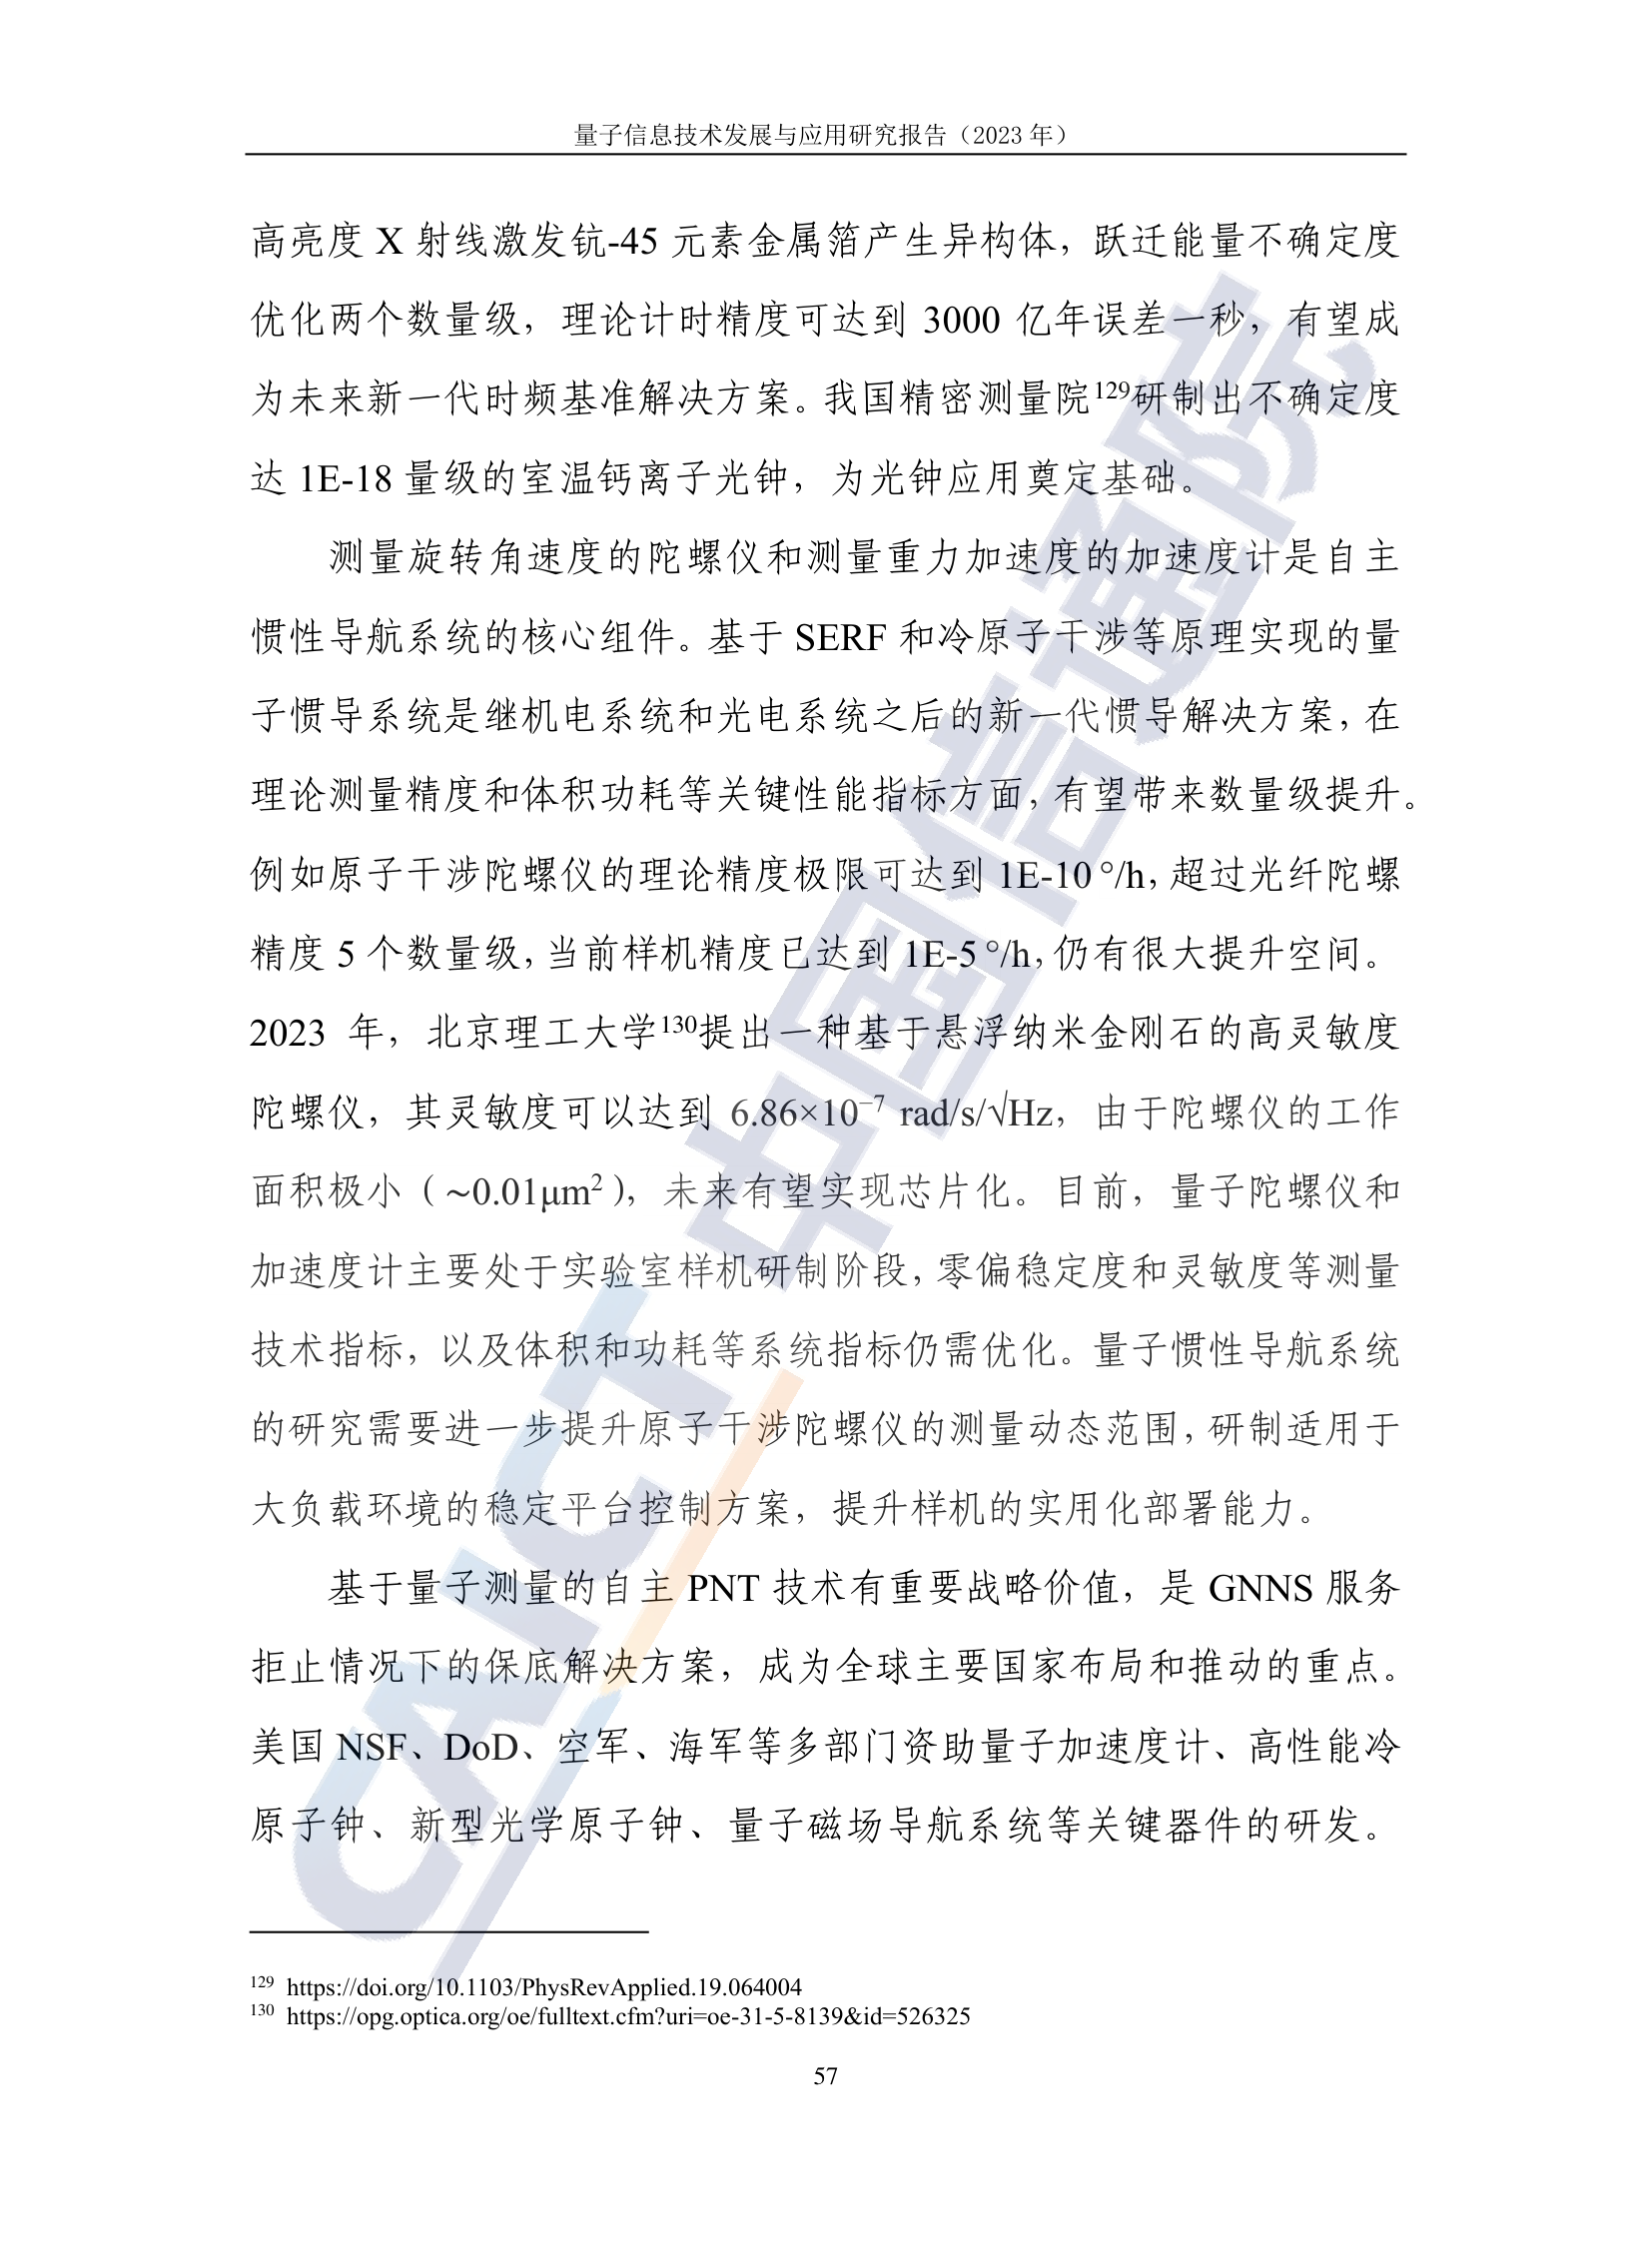 量子信息技术发展与应用研究报告（2023 年）
高亮度 X 射线激发钪-45 元素金属箔产生异构体，跃迁能量不确定度
优化两个数量级，理论计时精度可达到 3000 亿年误差一秒，有望成
为未来新一代时频基准解决方案。我国精密测量院¹²⁹研制出不确定度
达 1E-18 量级的室温钙离子光钟，为光钟应用奠定基础。
测量旋转角速度的陀螺仪和测量重力加速度的加速度计是自主
惯性导航系统的核心组件。基于 SERF 和冷原子干涉等原理实现的量
子惯导系统是继机电系统和光电系统之后的新一代惯导解决方案，在
理论测量精度和体积功耗等关键性能指标方面，有望带来数量级提升。
例如原子干涉陀螺仪的理论精度极限可达到 1E-10 °/h，超过光纤陀螺
精度 5 个数量级，当前样机精度已达到 1E-5 °/h，仍有很大提升空间。
2023 年，北京理工大学¹³⁰提出一种基于悬浮纳米金刚石的高灵敏度
陀螺仪，其灵敏度可以达到 6.86×10⁻⁷ rad/s/√Hz，由于陀螺仪的工作
面积极小（~0.01μm²），未来有望实现芯片化。目前，量子陀螺仪和
加速度计主要处于实验室样机研制阶段，零偏稳定度和灵敏度等测量
技术指标，以及体积和功耗等系统指标仍需优化。量子惯性导航系统
的研究需要进一步提升原子干涉陀螺仪的测量动态范围，研制适用于
大负载环境的稳定平台控制方案，提升样机的实用化部署能力。
基于量子测量的自主 PNT 技术有重要战略价值，是 GNNS 服务
拒止情况下的保底解决方案，成为全球主要国家布局和推动的重点。
美国 NSF、DoD、空军、海军等多部门资助量子加速度计、高性能冷
原子钟、新型光学原子钟、量子磁场导航系统等关键器件的研发。
¹²⁹ https://doi.org/10.1103/PhysRevApplied.19.064004
¹³⁰ https://opg.optica.org/oe/fulltext.cfm?uri=oe-31-5-8139&id=526325
57
CAICT 中国信通院